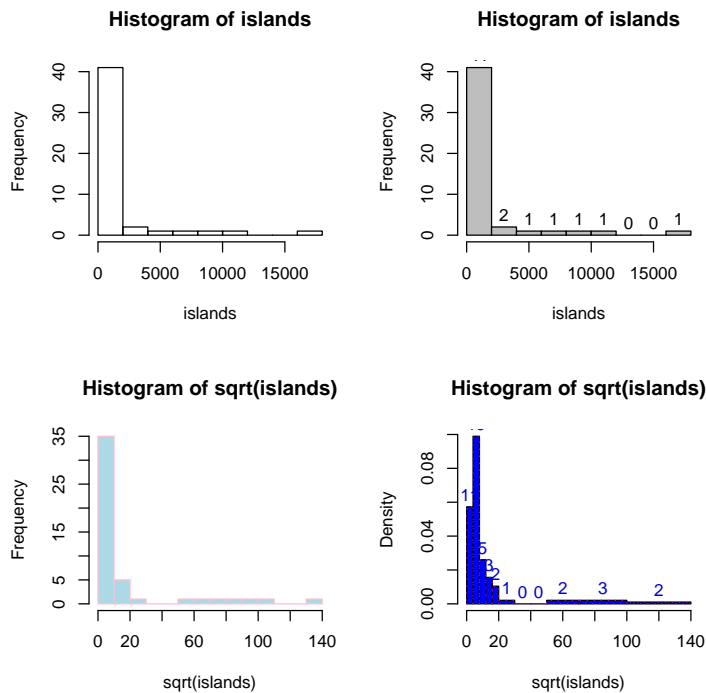 Histogram of islands
Frequency
0 10 20 30 40
0 5000 10000 15000
islands
Histogram of islands
Frequency
0 10 20 30 40
2 1 1 1 1 0 0 1
0 5000 10000 15000
islands
Histogram of sqrt(islands)
Frequency
0 5 15 25 35
0 20 60 100 140
sqrt(islands)
Histogram of sqrt(islands)
Density
0.00 0.04 0.08
5 3 2 1 0 0 2 3 2
0 20 60 100 140
sqrt(islands)